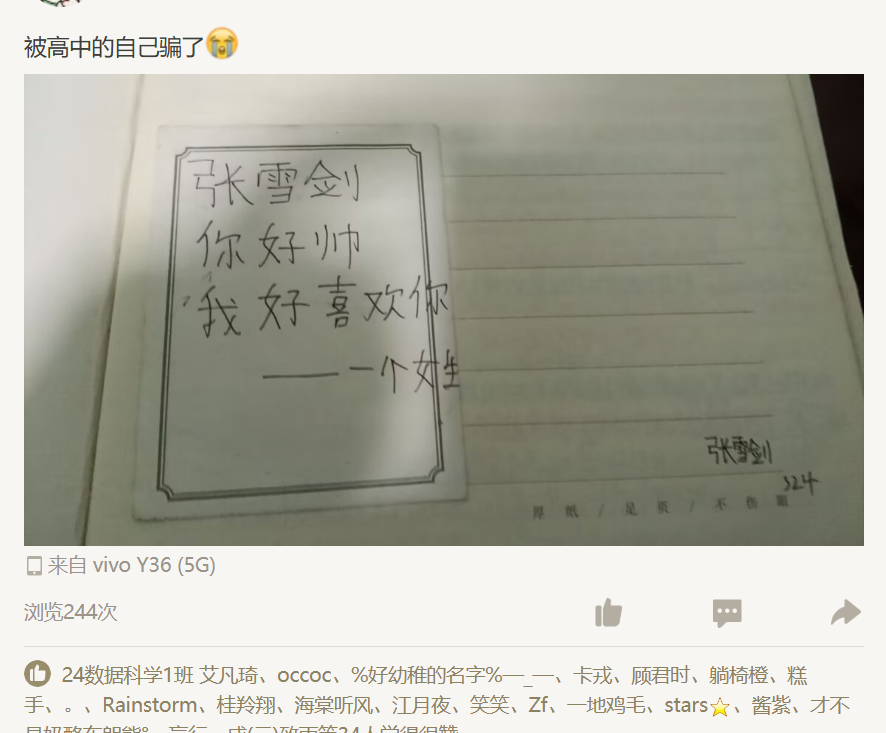 被高中的自己骗了😭
张雪剑
你好帅
我好喜欢你
——一个女生
张雪剑
324
厚 纸 / 足 页 / 不 伤 眼
来自 vivo Y36 (5G)
浏览244次
24数据科学1班 艾凡琦、occoc、%好幼稚的名字%—_—、卡戎、顾君时、躺椅橙、糕
手、。、Rainstorm、桂羚翔、海棠听风、江月夜、笑笑、Zf、一地鸡毛、stars⭐、酱紫、才不